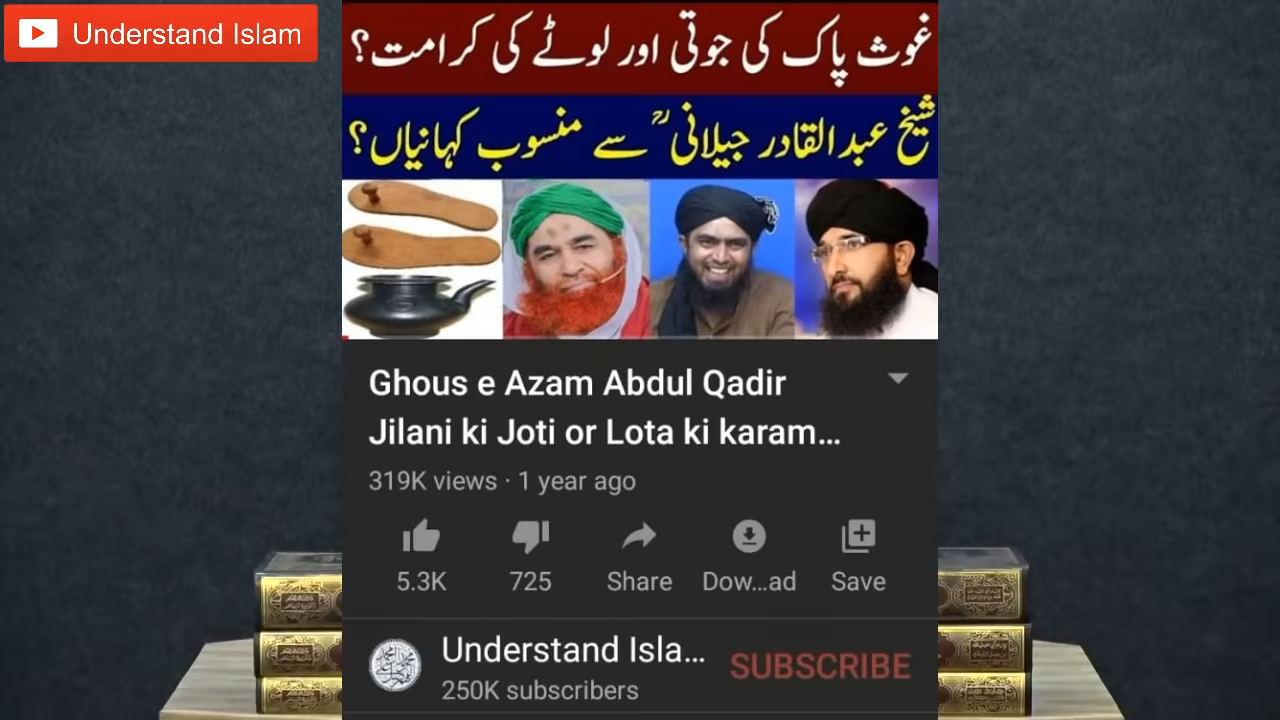 Understand Islam
غوث پاک کی جوتی اور لوٹے کی کرامت؟
شیخ عبدالقادر جیلانیؒ سے منسوب کہانیاں؟
Ghous e Azam Abdul Qadir
Jilani ki Joti or Lota ki karam...
319K views · 1 year ago
5.3K 725 Share Dow...ad Save
Understand Isla...
SUBSCRIBE
250K subscribers